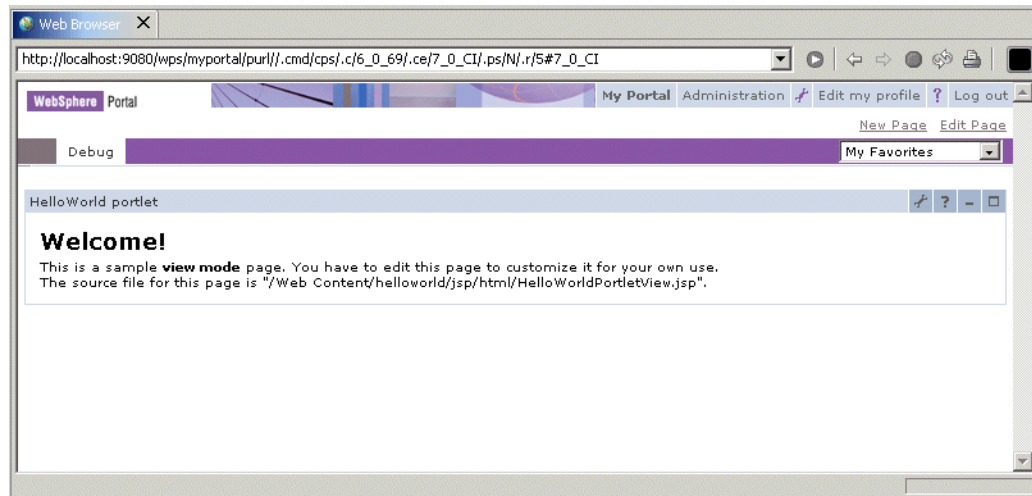 Web Browser
http://localhost:9080/wps/myportal/purl//.cmd/cps/.c/6_0_69/.ce/7_0_CI/.ps/N/.r/5#7_0_CI
WebSphere Portal My Portal Administration Edit my profile ? Log out
New Page Edit Page
Debug My Favorites
HelloWorld portlet ?
Welcome!
This is a sample view mode page. You have to edit this page to customize it for your own use.
The source file for this page is "/Web Content/helloworld/jsp/html/HelloWorldPortletView.jsp".